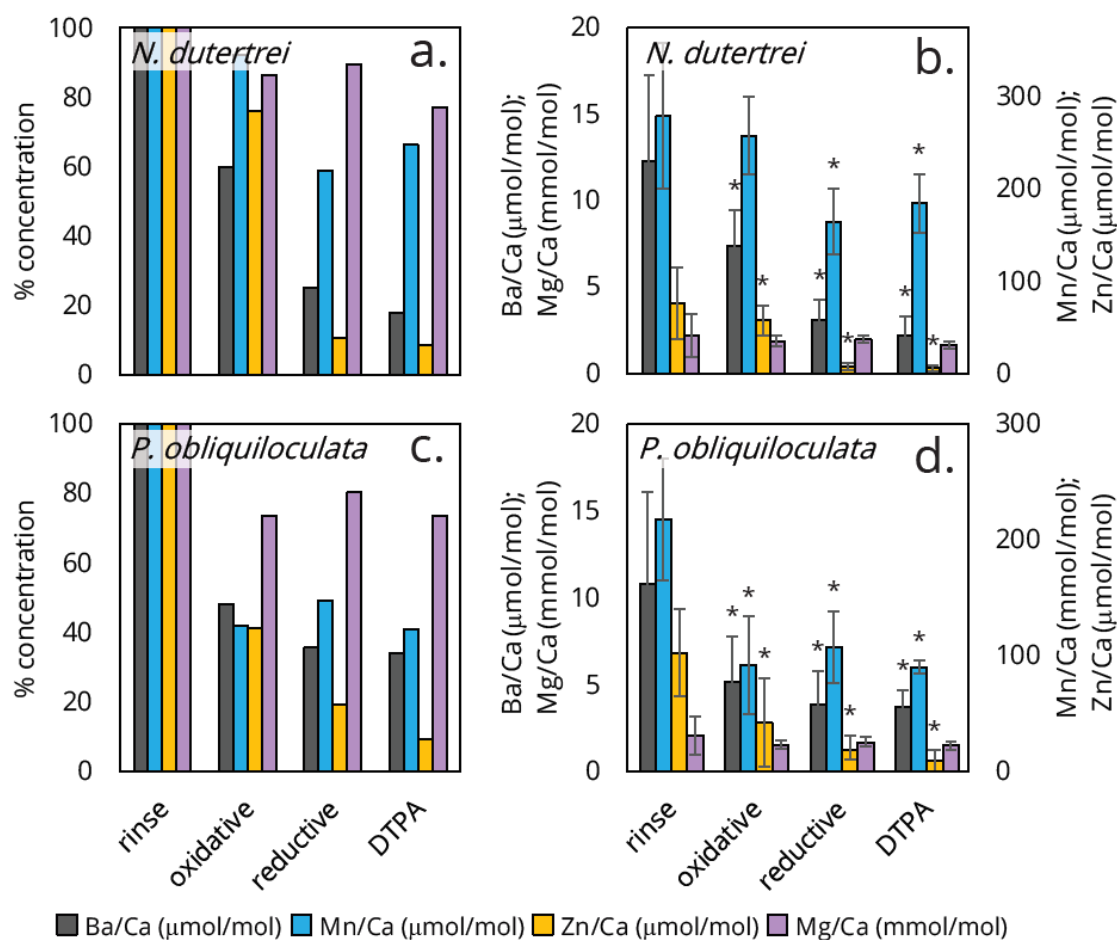 N. dutertrei
a.
100
80
60
40
20
0
% concentration
N. dutertrei
b.
20
15
10
5
0
Ba/Ca (μmol/mol);
Mg/Ca (mmol/mol)
300
200
100
0
Mn/Ca (μmol/mol);
Zn/Ca (μmol/mol)
* * * * * * * *
P. obliquiloculata
c.
100
80
60
40
20
0
% concentration
rinse
oxidative
reductive
DTPA
P. obliquiloculata
d.
20
15
10
5
0
Ba/Ca (μmol/mol);
Mg/Ca (mmol/mol)
300
200
100
0
Mn/Ca (mmol/mol);
Zn/Ca (μmol/mol)
* * * * * * * * *
rinse
oxidative
reductive
DTPA
Ba/Ca (μmol/mol) Mn/Ca (μmol/mol) Zn/Ca (μmol/mol) Mg/Ca (mmol/mol)